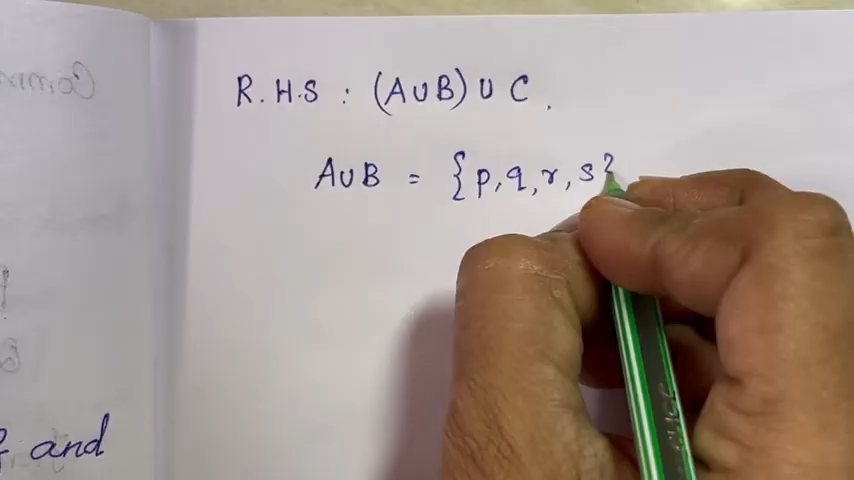 R.H.S : (A∪B) ∪ C.
A∪B = {p, q, r, s}
and